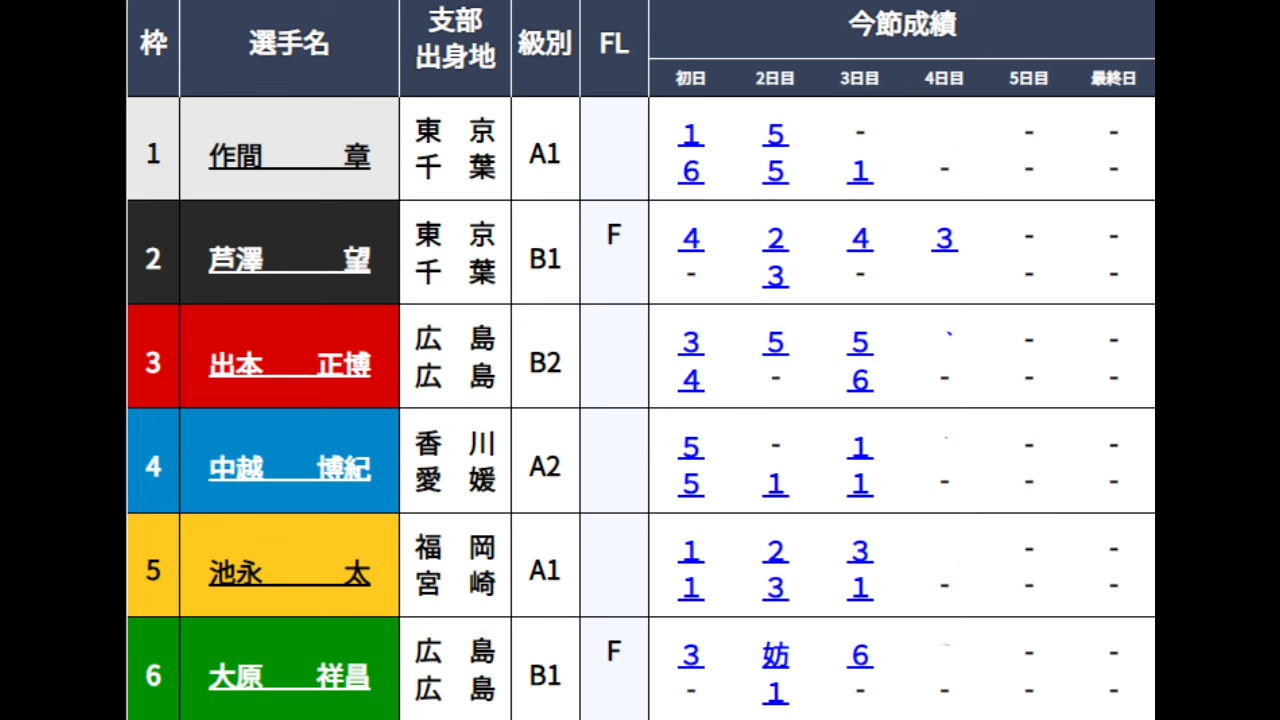 枠 選手名 支部 出身地 級別 FL 今節成績
初日 2日目 3日目 4日目 5日目 最終日
1 作間 章 東京 千葉 A1
1 5 - - -
6 5 1 - - -
2 芦澤 望 東京 千葉 B1 F
4 2 4 3 - -
- 3 - - -
3 出本 正博 広島 広島 B2
3 5 5 - -
4 - 6 - - -
4 中越 博紀 香川 愛媛 A2
5 - 1 - -
5 1 1 - - -
5 池永 太 福岡 宮崎 A1
1 2 3 - -
1 3 1 - - -
6 大原 祥昌 広島 広島 B1 F
3 妨 6 - -
- 1 - - - -